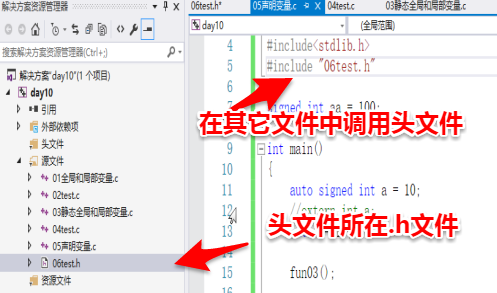 解决方案资源管理器
搜索解决方案资源管理器(Ctrl+;)
解决方案"day10"(1 个项目)
day10
引用
外部依赖项
头文件
源文件
01全局和局部变量.c
02test.c
03静态全局和局部变量.c
04test.c
05声明变量.c
06test.h
资源文件
06test.h*
05声明变量.c
04test.c
03静态全局和局部变量.c
day10
(全局范围)
4 #include<stdlib.h>
5 #include "06test.h"
signed int aa = 100;
在其它文件中调用头文件
9 int main()
10 {
11 auto signed int a = 10;
12 //extern int a;
头文件所在.h文件
15 fun03();